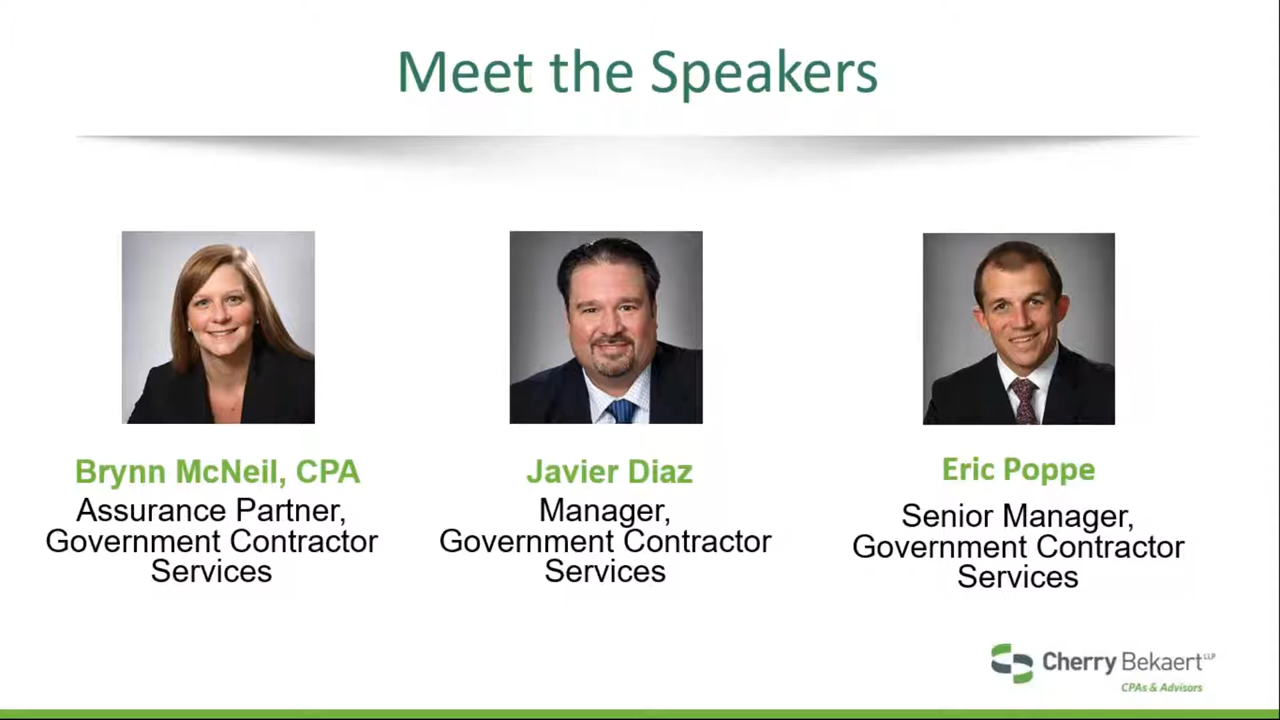 Meet the Speakers
Brynn McNeil, CPA
Assurance Partner,
Government Contractor
Services
Javier Diaz
Manager,
Government Contractor
Services
Eric Poppe
Senior Manager,
Government Contractor
Services
Cherry Bekaert LLP
CPAs & Advisors